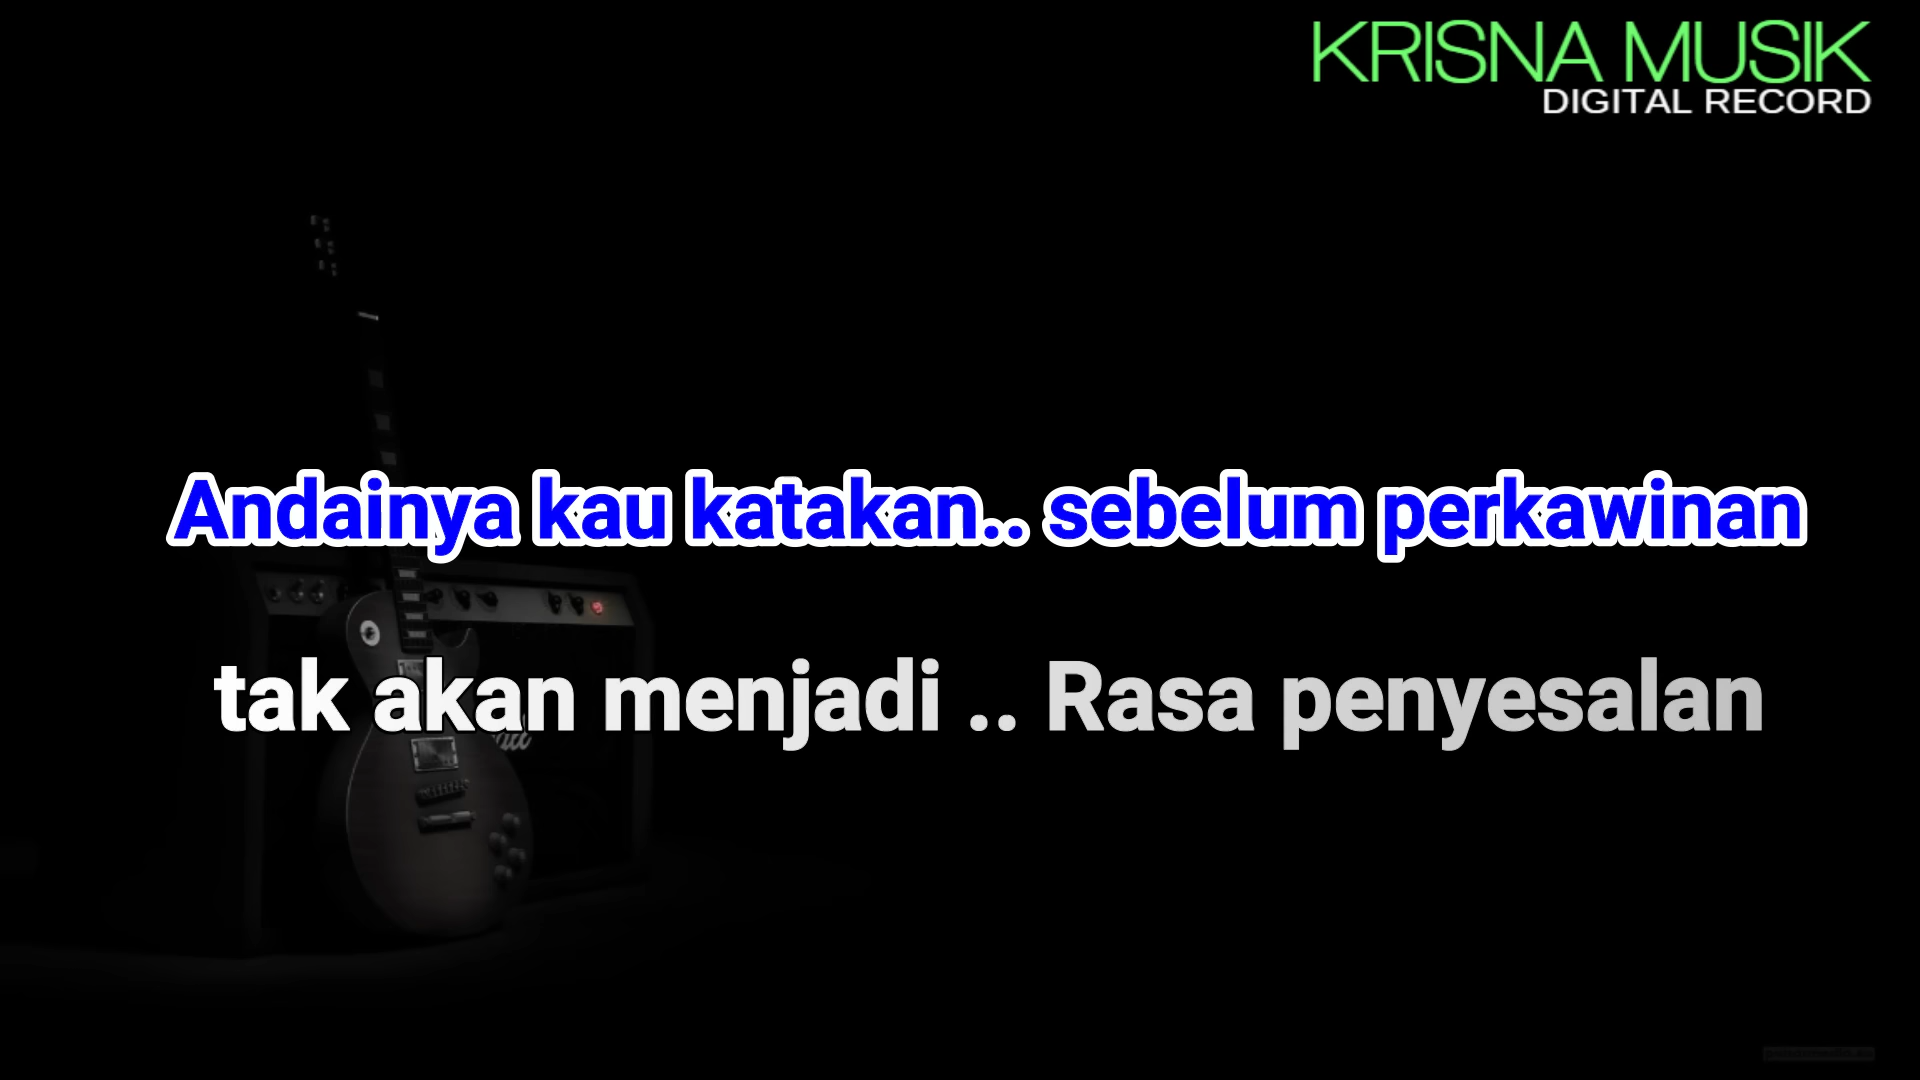 KRISNA MUSIK
DIGITAL RECORD
Andainya kau katakan.. sebelum perkawinan
tak akan menjadi .. Rasa penyesalan